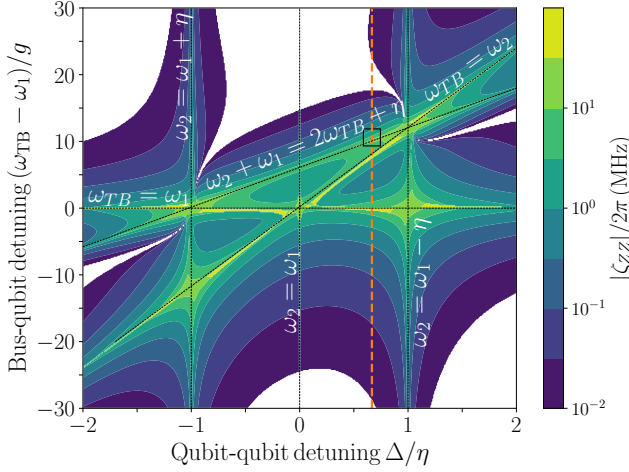 Bus-qubit detuning (ω_TB − ω_1)/g
30
20
10
0
−10
−20
−30
−2
−1
0
1
2
Qubit-qubit detuning Δ/η
ω_2 = ω_1 + η
ω_2 + ω_1 = 2ω_TB + η
ω_TB = ω_2
ω_TB = ω_1
ω_2 = ω_1
ω_2 = ω_1 − η
10^1
10^0
10^−1
10^−2
|ζ_ZZ|/2π (MHz)